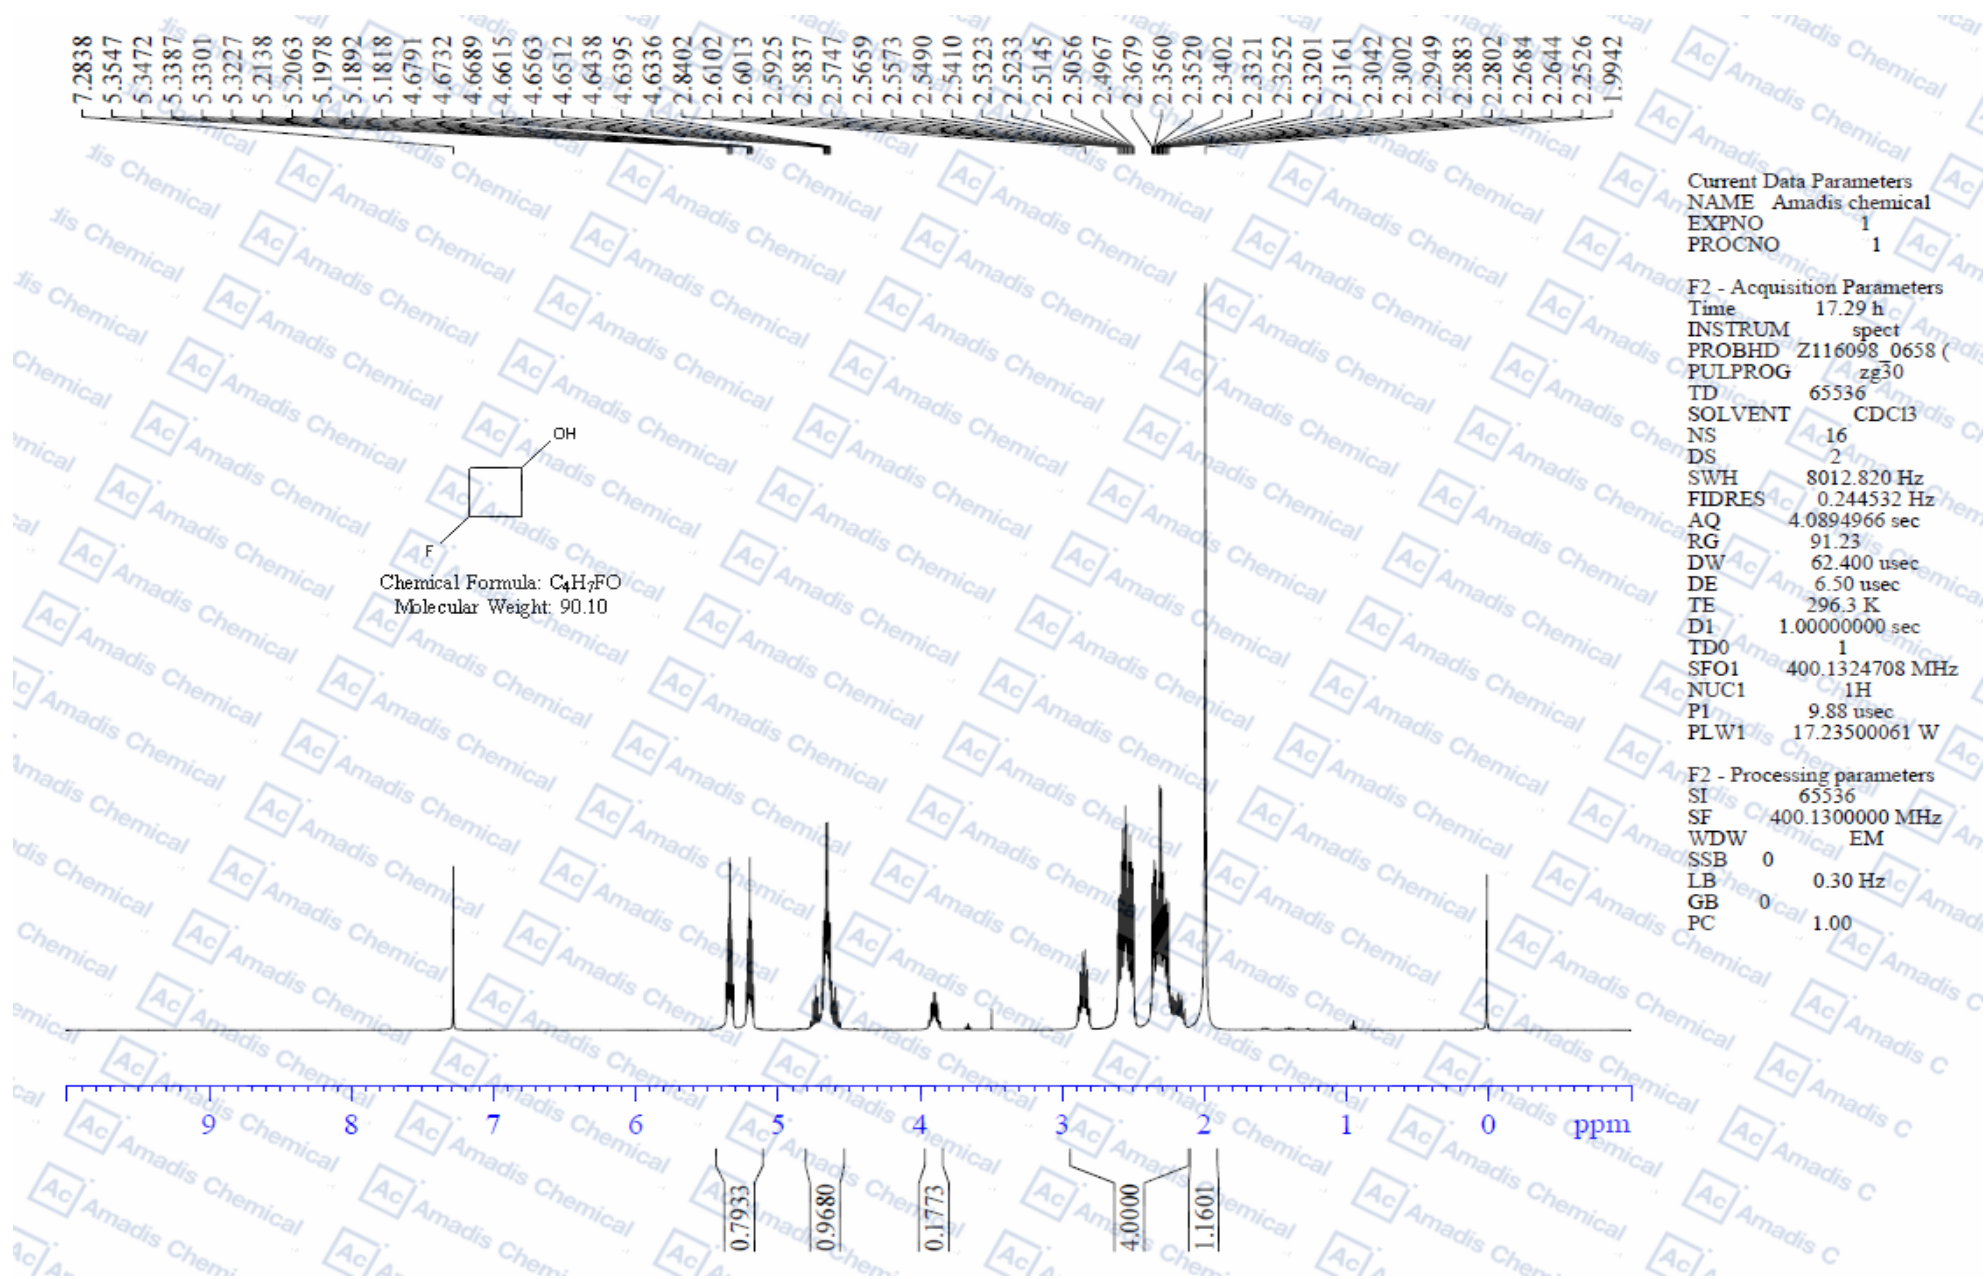 7.2838
5.3547
5.3472
5.3387
5.3301
5.3227
5.2138
5.2063
5.1978
5.1892
5.1818
4.6791
4.6732
4.6689
4.6615
4.6563
4.6512
4.6438
4.6395
4.6336
2.8402
2.6102
2.6013
2.5925
2.5837
2.5747
2.5659
2.5573
2.5490
2.5410
2.5323
2.5233
2.5145
2.5056
2.4967
2.3679
2.3560
2.3520
2.3402
2.3321
2.3252
2.3201
2.3161
2.3042
2.3002
2.2949
2.2883
2.2802
2.2684
2.2644
2.2526
1.9942
Current Data Parameters
NAME Amadis chemical
EXPNO 1
PROCNO 1
F2 - Acquisition Parameters
Time 17.29 h
INSTRUM spect
PROBHD Z116098_0658 (
PULPROG zg30
TD 65536
SOLVENT CDCl3
NS 16
DS 2
SWH 8012.820 Hz
FIDRES 0.244532 Hz
AQ 4.0894966 sec
RG 91.23
DW 62.400 usec
DE 6.50 usec
TE 296.3 K
D1 1.00000000 sec
TD0 1
SFO1 400.1324708 MHz
NUC1 1H
P1 9.88 usec
PLW1 17.23500061 W
F2 - Processing parameters
SI 65536
SF 400.1300000 MHz
WDW EM
SSB 0
LB 0.30 Hz
GB 0
PC 1.00
OH
F
Chemical Formula: C₄H₇FO
Molecular Weight: 90.10
9 8 7 6 5 4 3 2 1 0 ppm
0.7933
0.9680
0.1773
4.0000
1.1601
Ac Amadis Chemical